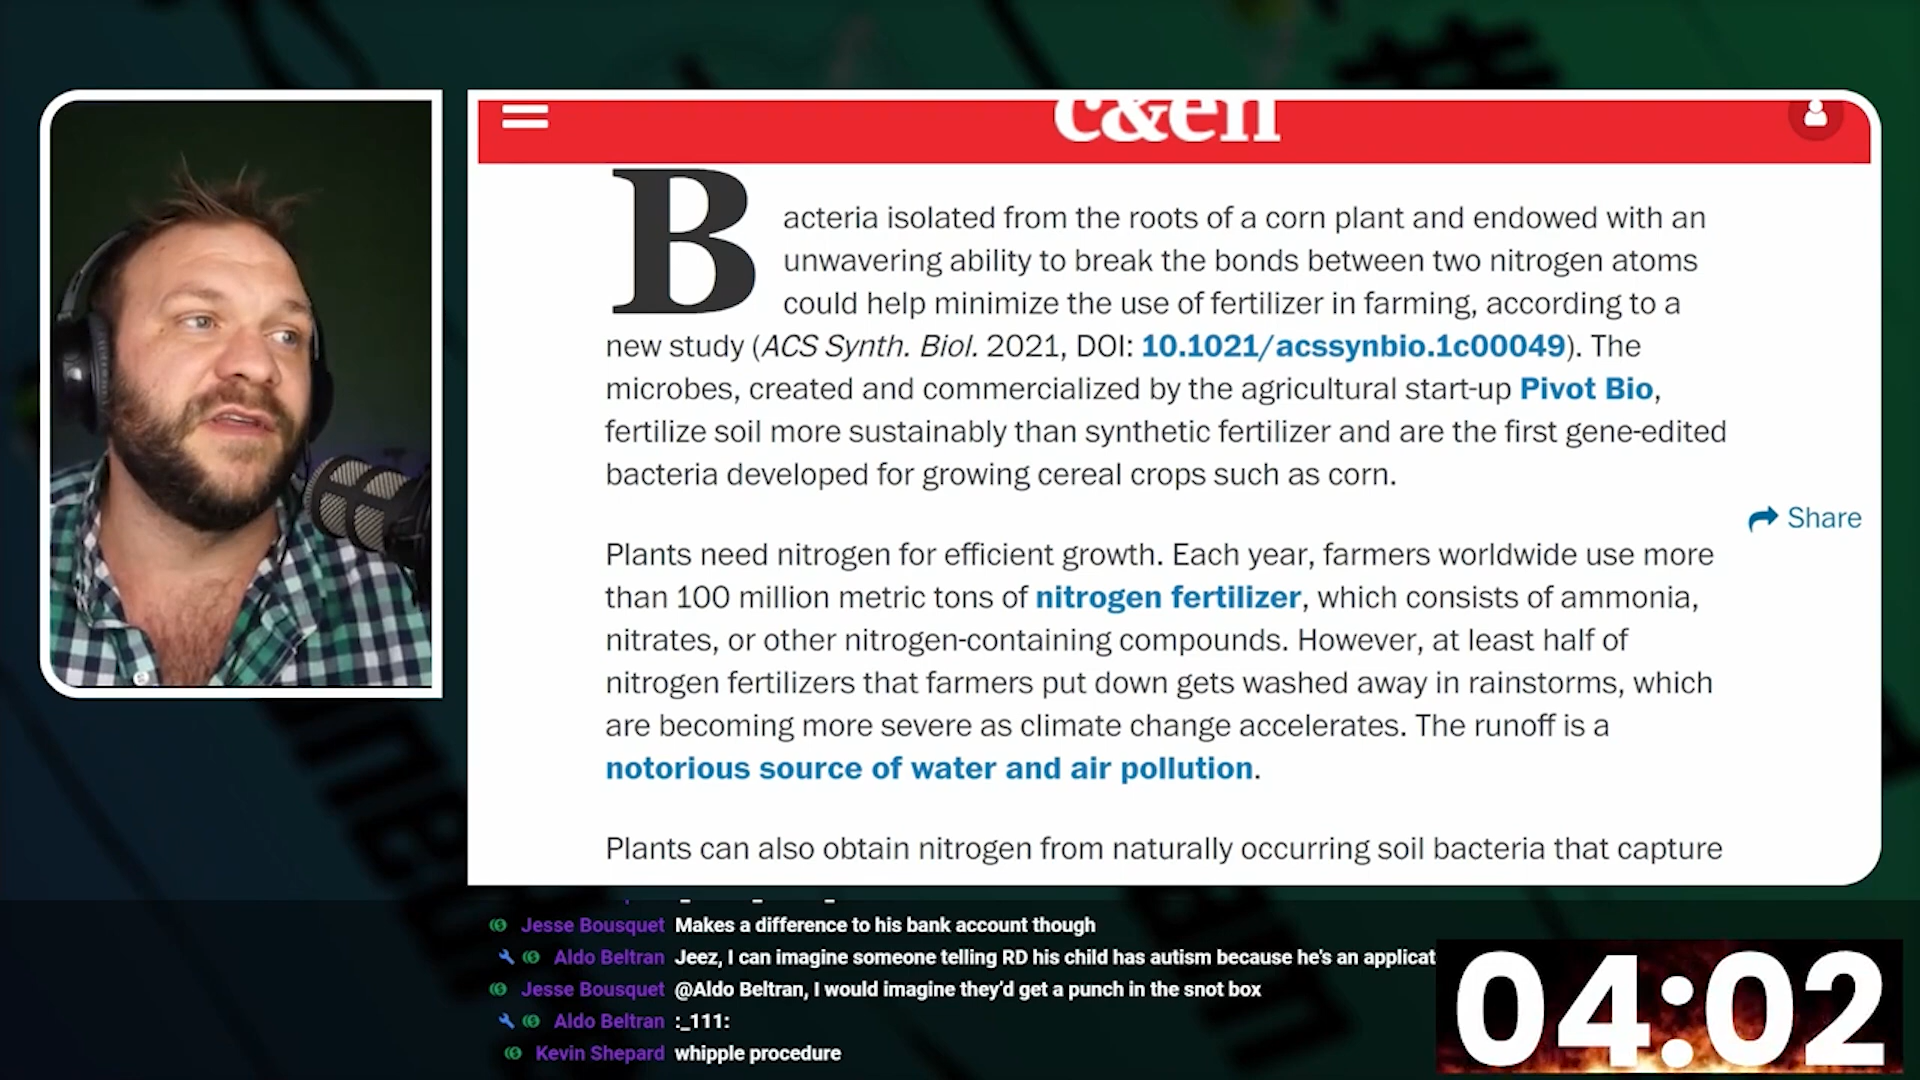 c&en
Bacteria isolated from the roots of a corn plant and endowed with an
unwavering ability to break the bonds between two nitrogen atoms
could help minimize the use of fertilizer in farming, according to a
new study (ACS Synth. Biol. 2021, DOI: 10.1021/acssynbio.1c00049). The
microbes, created and commercialized by the agricultural start-up Pivot Bio,
fertilize soil more sustainably than synthetic fertilizer and are the first gene-edited
bacteria developed for growing cereal crops such as corn.
Share
Plants need nitrogen for efficient growth. Each year, farmers worldwide use more
than 100 million metric tons of nitrogen fertilizer, which consists of ammonia,
nitrates, or other nitrogen-containing compounds. However, at least half of
nitrogen fertilizers that farmers put down gets washed away in rainstorms, which
are becoming more severe as climate change accelerates. The runoff is a
notorious source of water and air pollution.
Plants can also obtain nitrogen from naturally occurring soil bacteria that capture
Jesse Bousquet Makes a difference to his bank account though
Aldo Beltran Jeez, I can imagine someone telling RD his child has autism because he's an applicat
Jesse Bousquet @Aldo Beltran, I would imagine they'd get a punch in the snot box
Aldo Beltran :_111:
Kevin Shepard whipple procedure
04:02